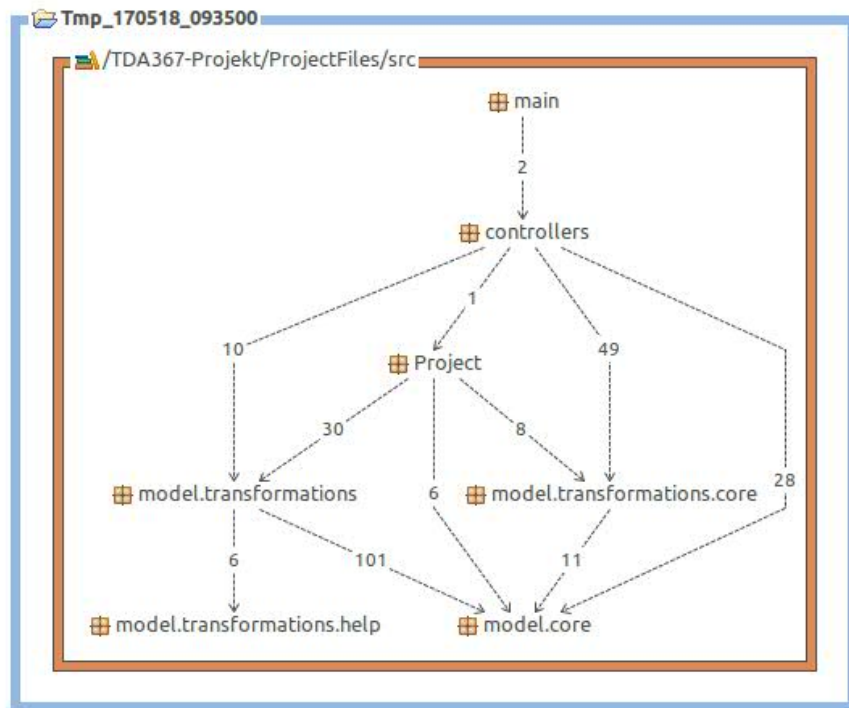 Tmp_170518_093500
/TDA367-Projekt/ProjectFiles/src
main
2
controllers
1
10
49
Project
30
8
28
model.transformations
6
model.transformations.core
6
101
11
model.transformations.help
model.core